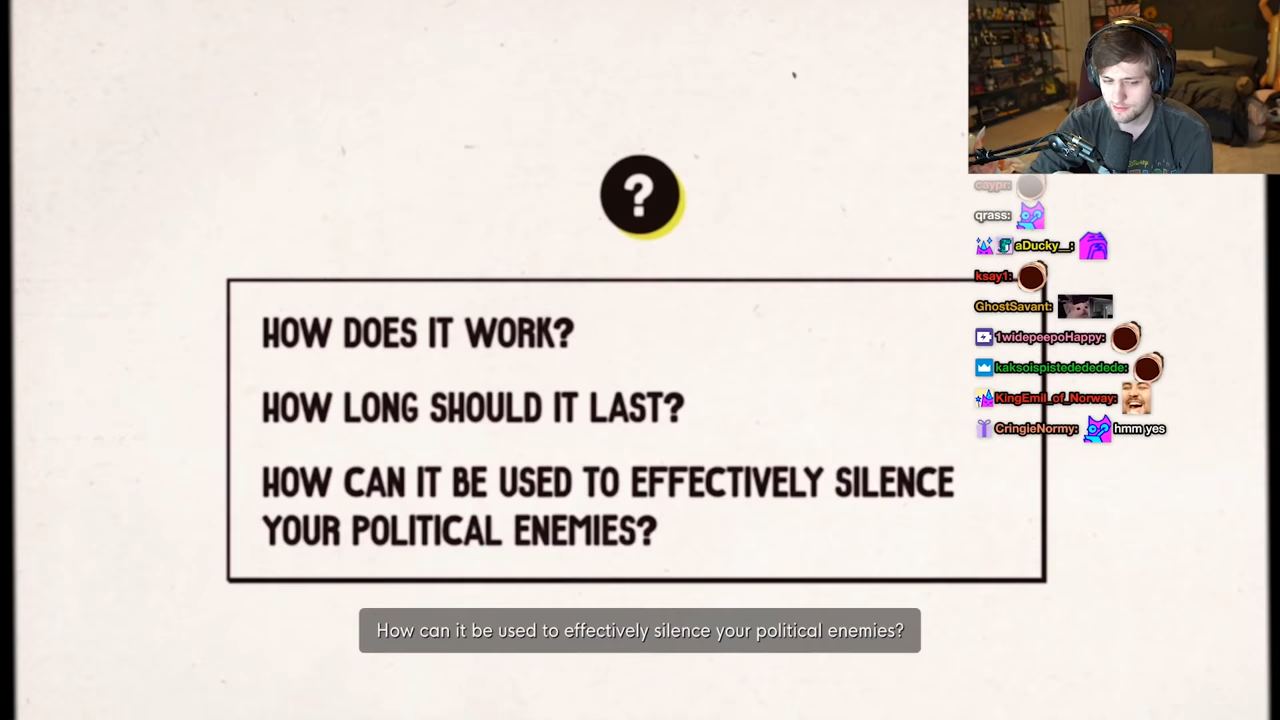 ?
HOW DOES IT WORK?
HOW LONG SHOULD IT LAST?
HOW CAN IT BE USED TO EFFECTIVELY SILENCE
YOUR POLITICAL ENEMIES?
How can it be used to effectively silence your political enemies?
caypr:
qrass:
aDucky__:
ksay1:
GhostSavant:
1widepeepoHappy:
kaksoispistedededede:
KingEmil_of_Norway:
CringieNormy: hmm yes